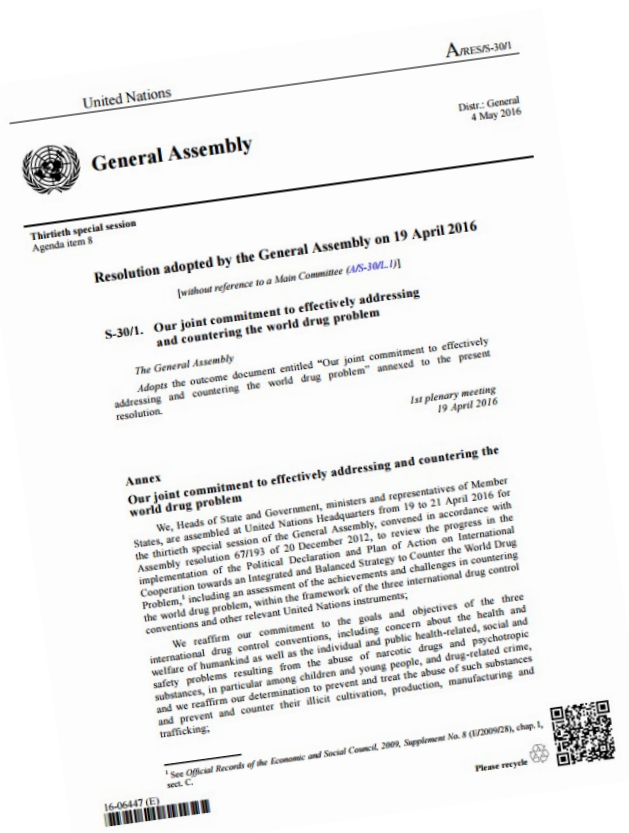 A/RES/S-30/1
United Nations
Distr.: General
4 May 2016
General Assembly
Thirtieth special session
Agenda item 8
Resolution adopted by the General Assembly on 19 April 2016
[without reference to a Main Committee (A/S-30/L.1)]
S-30/1. Our joint commitment to effectively addressing
and countering the world drug problem
The General Assembly
Adopts the outcome document entitled “Our joint commitment to effectively
addressing and countering the world drug problem” annexed to the present
resolution.
1st plenary meeting
19 April 2016
Annex
Our joint commitment to effectively addressing and countering the
world drug problem
We, Heads of State and Government, ministers and representatives of Member
States, are assembled at United Nations Headquarters from 19 to 21 April 2016 for
the thirtieth special session of the General Assembly, convened in accordance with
Assembly resolution 67/193 of 20 December 2012, to review the progress in the
implementation of the Political Declaration and Plan of Action on International
Cooperation towards an Integrated and Balanced Strategy to Counter the World Drug
Problem,¹ including an assessment of the achievements and challenges in countering
the world drug problem, within the framework of the three international drug control
conventions and other relevant United Nations instruments;
We reaffirm our commitment to the goals and objectives of the three
international drug control conventions, including concern about the health and
welfare of humankind as well as the individual and public health-related, social and
safety problems resulting from the abuse of narcotic drugs and psychotropic
substances, in particular among children and young people, and drug-related crime,
and we reaffirm our determination to prevent and treat the abuse of such substances
and prevent and counter their illicit cultivation, production, manufacturing and
trafficking;
¹ See Official Records of the Economic and Social Council, 2009, Supplement No. 8 (E/2009/28), chap. I,
sect. C.
16-06447 (E)
Please recycle